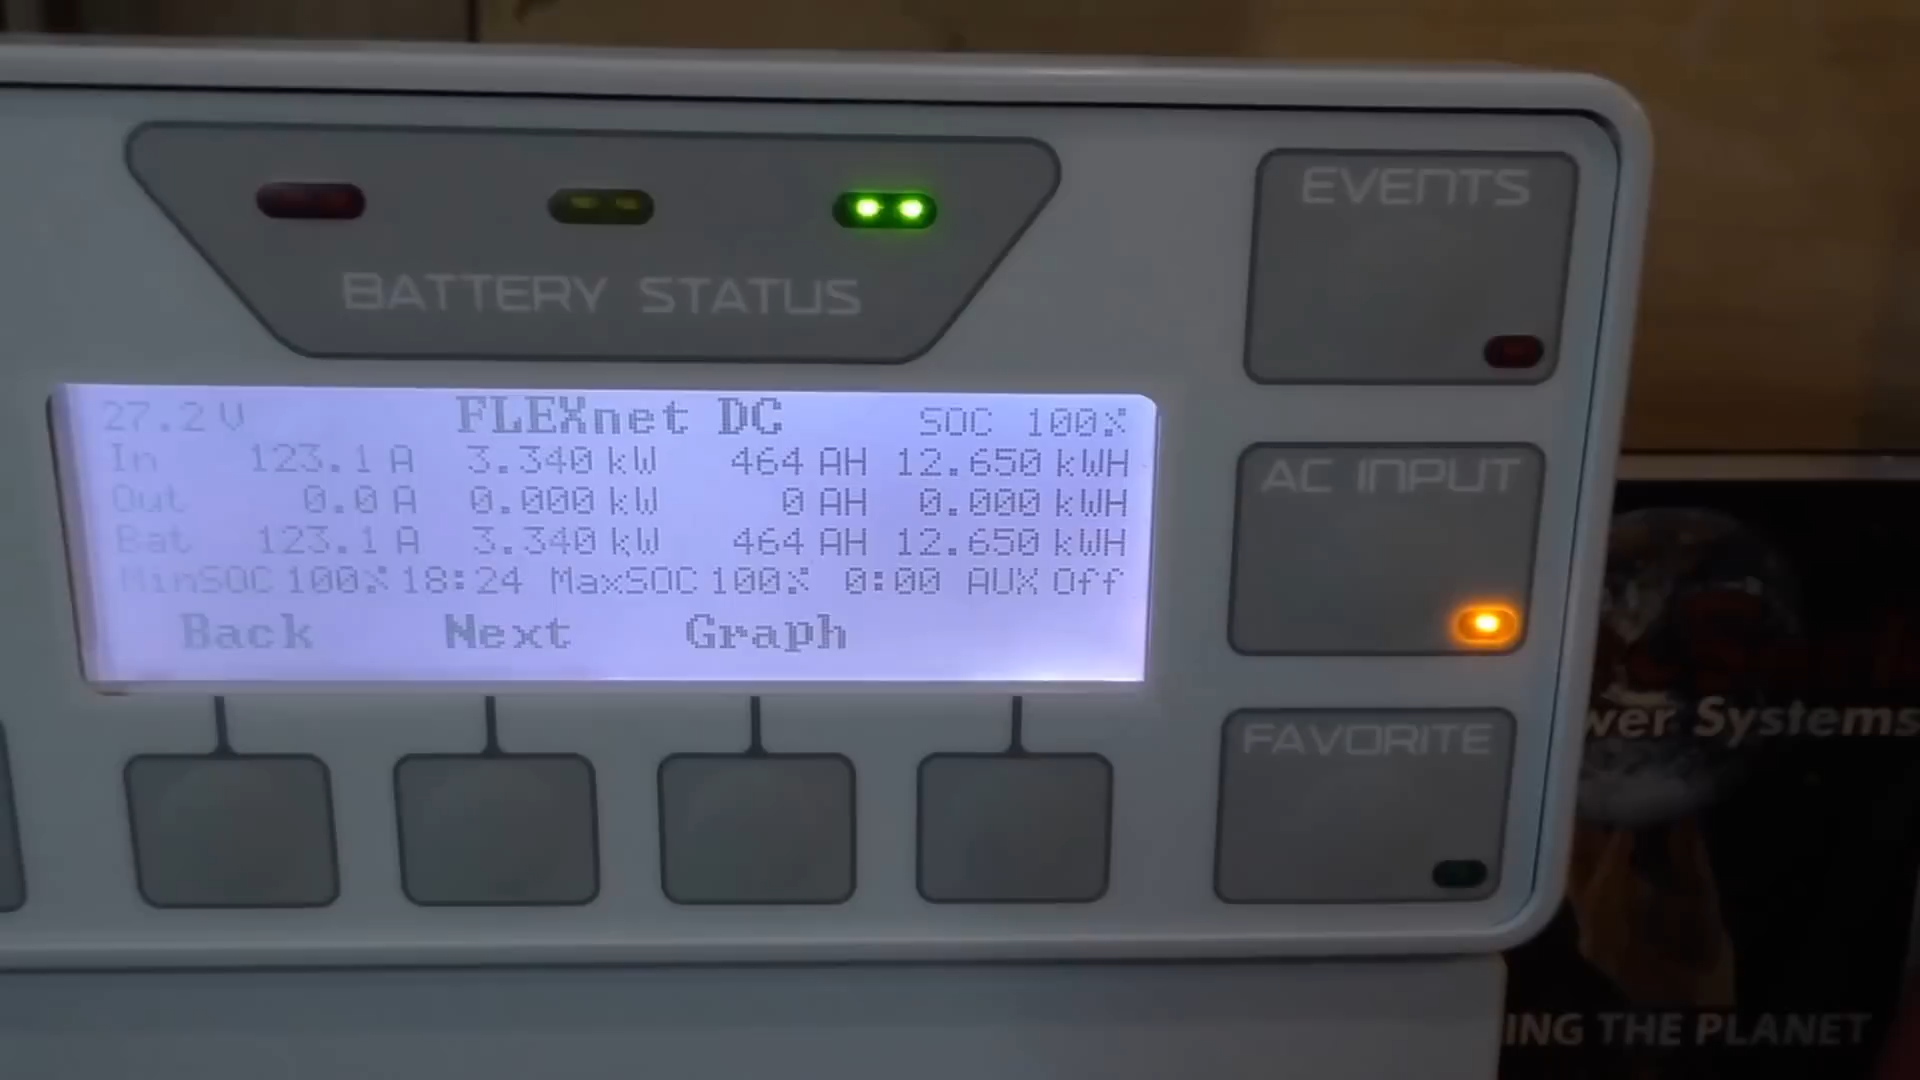 BATTERY STATUS
EVENTS
27.2 V FLEXnet DC SOC 100%
In 123.1 A 3.340 kW 464 AH 12.650 kWH
Out 0.0 A 0.000 kW 0 AH 0.000 kWH
Bat 123.1 A 3.340 kW 464 AH 12.650 kWH
MinSOC 100% 18:24 MaxSOC 100% 0:00 AUX Off
Back Next Graph
AC INPUT
FAVORITE
wer Systems
ING THE PLANET